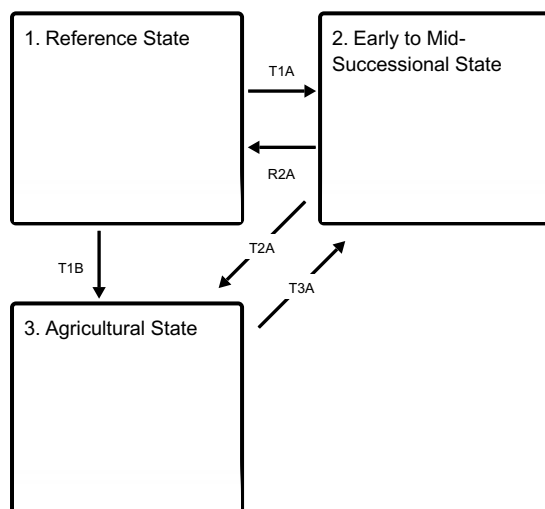 1. Reference State
2. Early to Mid-
Successional State
T1A
R2A
T1B
T2A
T3A
3. Agricultural State